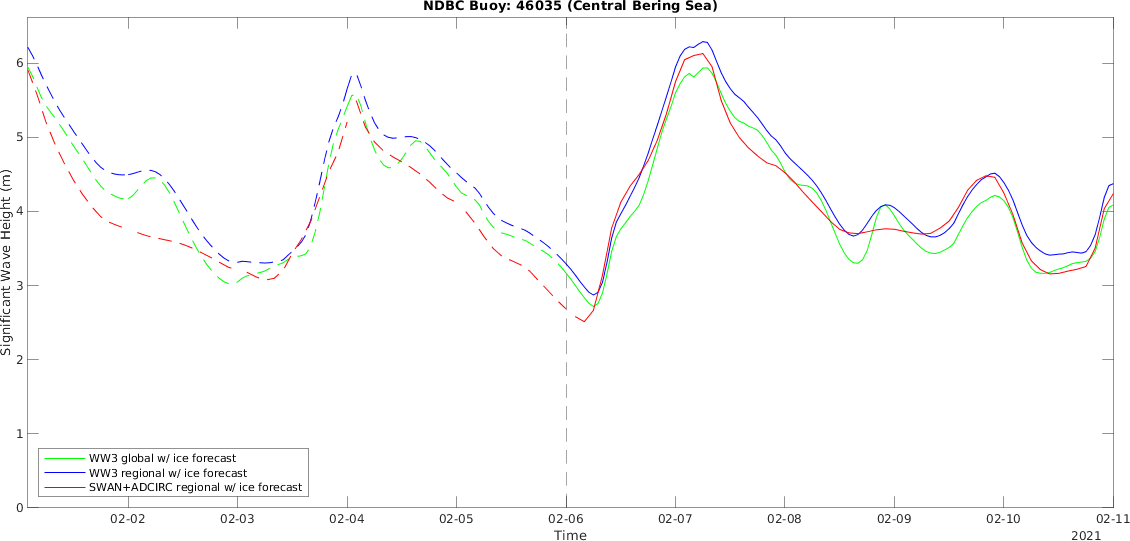 NDBC Buoy: 46035 (Central Bering Sea)
Significant Wave Height (m)
6
5
4
3
2
1
0
WW3 global w/ ice forecast
WW3 regional w/ ice forecast
SWAN+ADCIRC regional w/ ice forecast
02-02 02-03 02-04 02-05 02-06 02-07 02-08 02-09 02-10 02-11
Time
2021